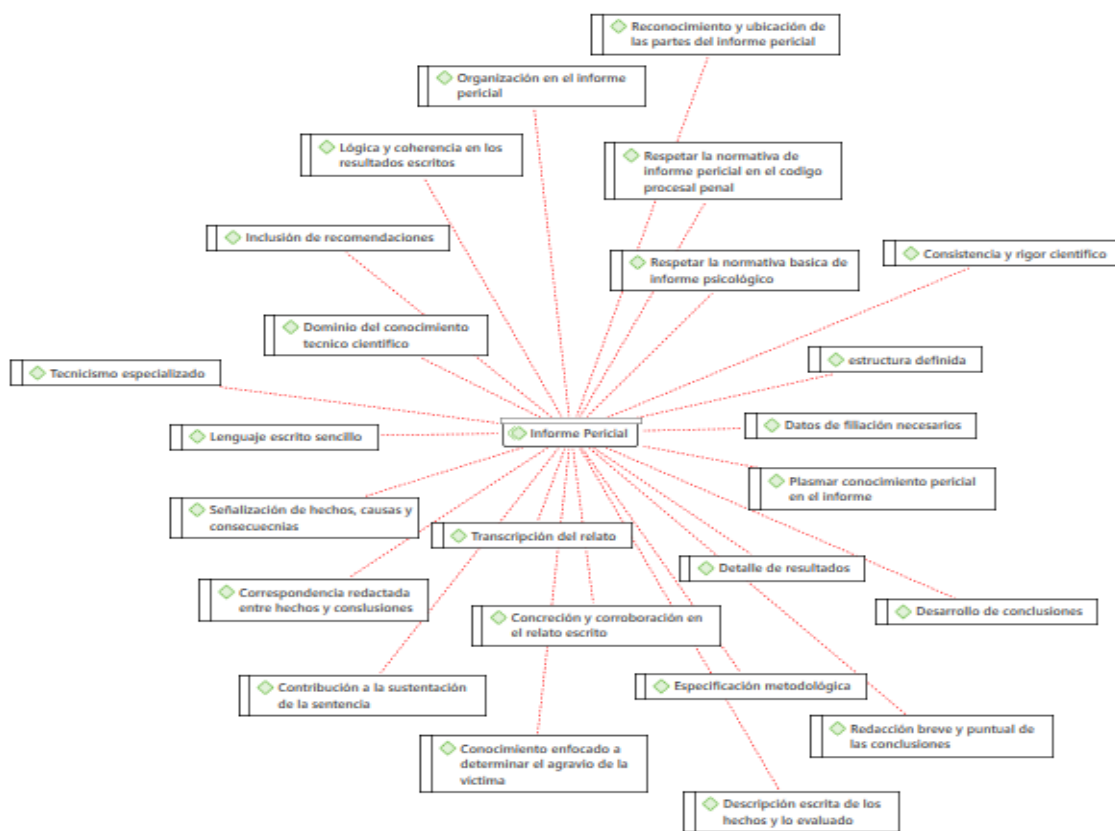 Reconocimiento y ubicación de
las partes del informe pericial
Organización en el informe
pericial
Lógica y coherencia en los
resultados escritos
Respetar la normativa de
informe pericial en el codigo
procesal penal
Inclusión de recomendaciones
Consistencia y rigor cientifico
Respetar la normativa basica de
informe psicológico
Dominio del conocimiento
tecnico cientifico
estructura definida
Tecnicismo especializado
Datos de filiación necesarios
Informe Pericial
Lenguaje escrito sencillo
Plasmar conocimiento pericial
en el informe
Señalización de hechos, causas y
consecuecnias
Transcripción del relato
Detalle de resultados
Correspondencia redactada
entre hechos y conslusiones
Desarrollo de conclusiones
Concreción y corroboración en
el relato escrito
Contribución a la sustentación
de la sentencia
Especificación metodológica
Redacción breve y puntual de
las conclusiones
Conocimiento enfocado a
determinar el agravio de la
victima
Descripción escrita de los
hechos y lo evaluado